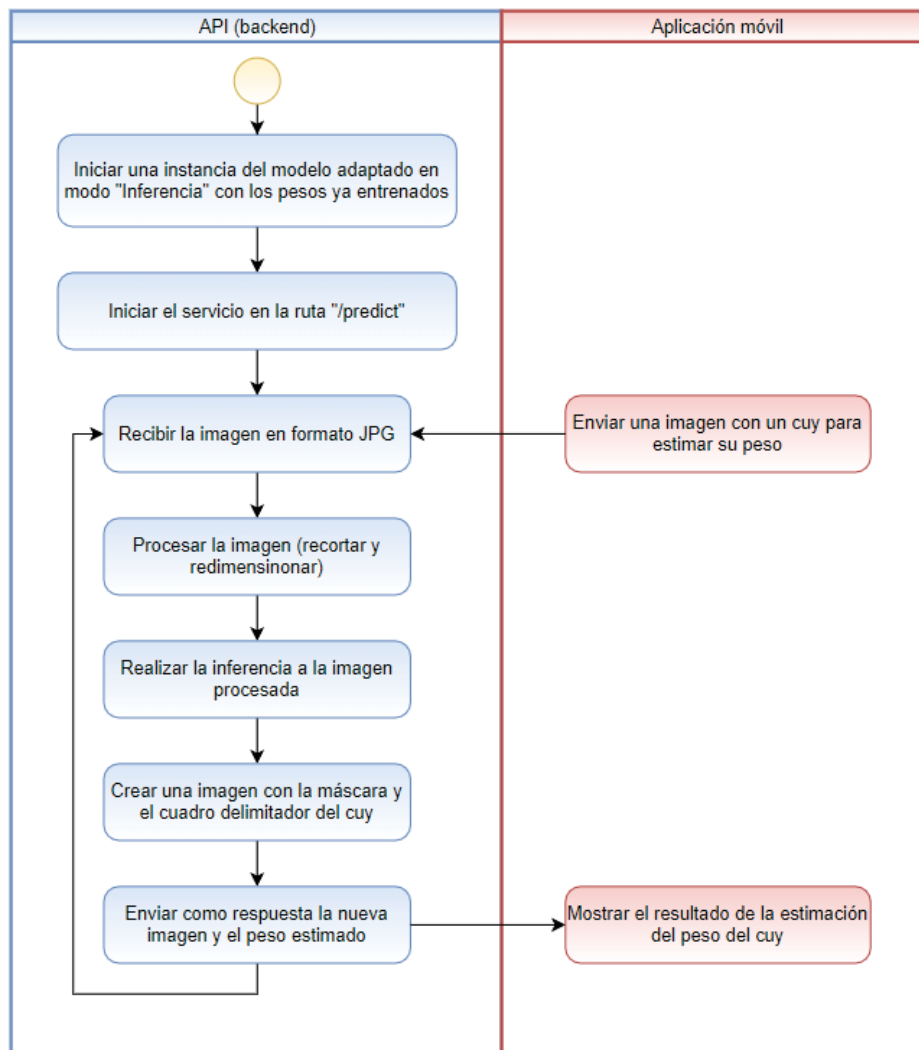 API (backend)
Aplicación móvil
Iniciar una instancia del modelo adaptado en
modo "Inferencia" con los pesos ya entrenados
Iniciar el servicio en la ruta "/predict"
Recibir la imagen en formato JPG
Enviar una imagen con un cuy para
estimar su peso
Procesar la imagen (recortar y
redimensinonar)
Realizar la inferencia a la imagen
procesada
Crear una imagen con la máscara y
el cuadro delimitador del cuy
Enviar como respuesta la nueva
imagen y el peso estimado
Mostrar el resultado de la estimación
del peso del cuy